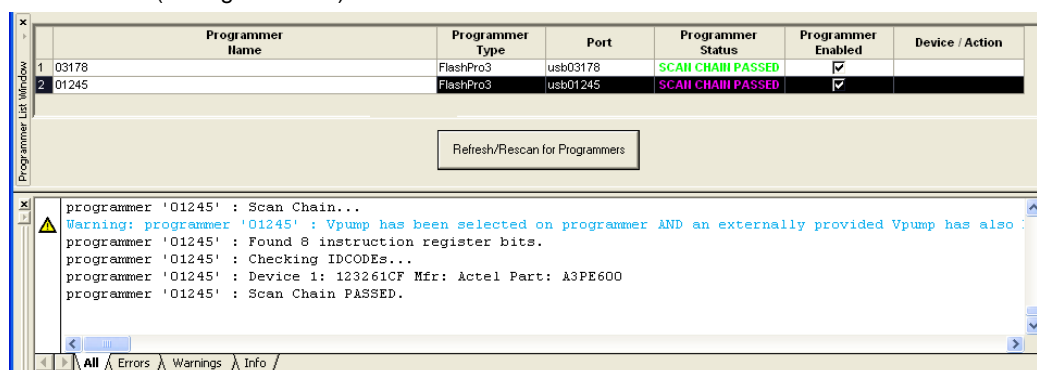 Programmer Name Programmer Type Port Programmer Status Programmer Enabled Device / Action
1 03178 FlashPro3 usb03178 SCAN CHAIN PASSED
2 01245 FlashPro3 usb01245 SCAN CHAIN PASSED
Programmer List Window
Refresh/Rescan for Programmers
programmer '01245' : Scan Chain...
Warning: programmer '01245' : Vpump has been selected on programmer AND an externally provided Vpump has also
programmer '01245' : Found 8 instruction register bits.
programmer '01245' : Checking IDCODEs...
programmer '01245' : Device 1: 123261CF Mfr: Actel Part: A3PE600
programmer '01245' : Scan Chain PASSED.
All Errors Warnings Info